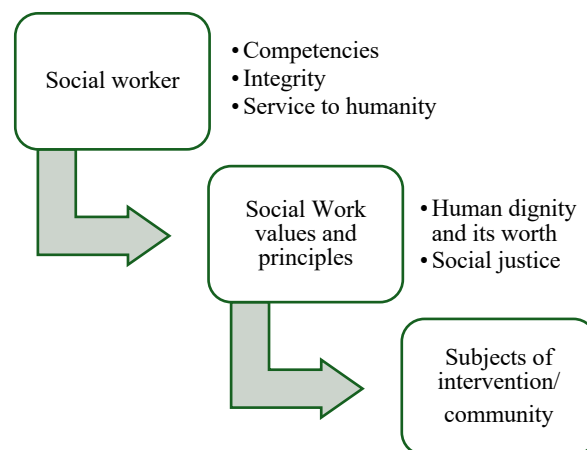 Social worker
• Competencies
• Integrity
• Service to humanity
Social Work
values and
principles
• Human dignity
and its worth
• Social justice
Subjects of
intervention/
community